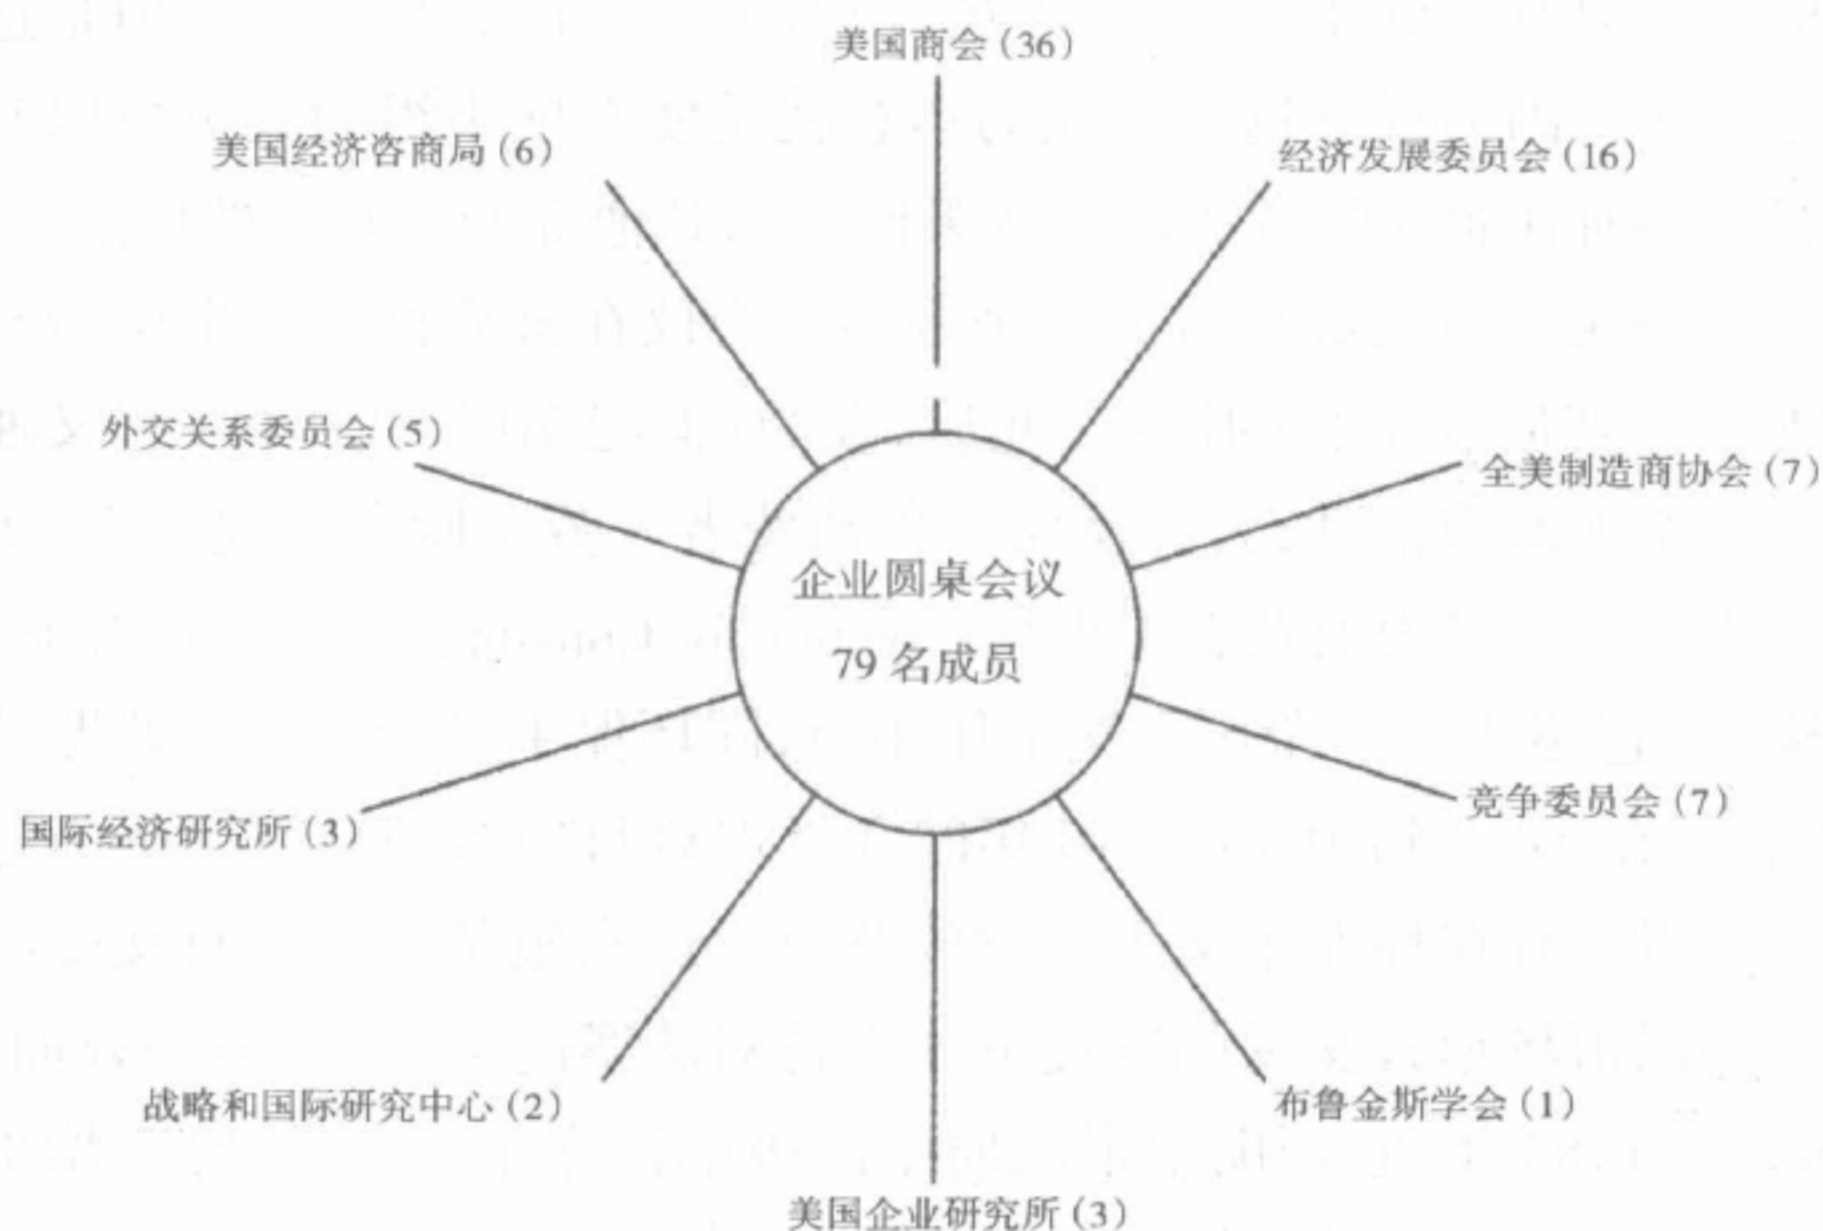 美国商会(36)
美国经济咨商局(6)
经济发展委员会(16)
外交关系委员会(5)
全美制造商协会(7)
企业圆桌会议
79名成员
国际经济研究所(3)
竞争委员会(7)
战略和国际研究中心(2)
布鲁金斯学会(1)
美国企业研究所(3)